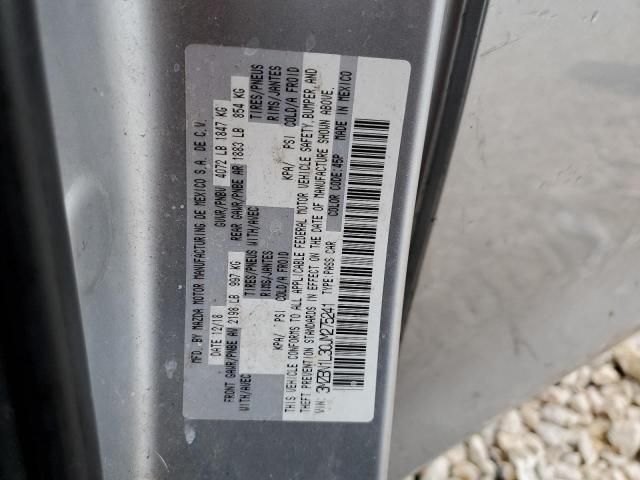 MFD. BY MAZDA MOTOR MANUFACTURING DE MEXICO S.A. DE C.V.
DATE 12/18 GVWR/PNBV 4072 LB 1847 KG
FRONT GAWR/PNBE AV 2198 LB 997 KG REAR GAWR/PNBE AR 1883 LB 854 KG
WITH/AVEC TIRES/PNEUS WITH/AVEC TIRES/PNEUS
RIMS/JANTES RIMS/JANTES
KPA/ PSI COLD/A FROID KPA/ PSI COLD/A FROID
THIS VEHICLE CONFORMS TO ALL APPLICABLE FEDERAL MOTOR VEHICLE SAFETY, BUMPER, AND
THEFT PREVENTION STANDARDS IN EFFECT ON THE DATE OF MANUFACTURE SHOWN ABOVE.
VIN: 3MZBN1L30JM275241 TYPE:PASS CAR COLOR CODE:45P MADE IN MEXICO